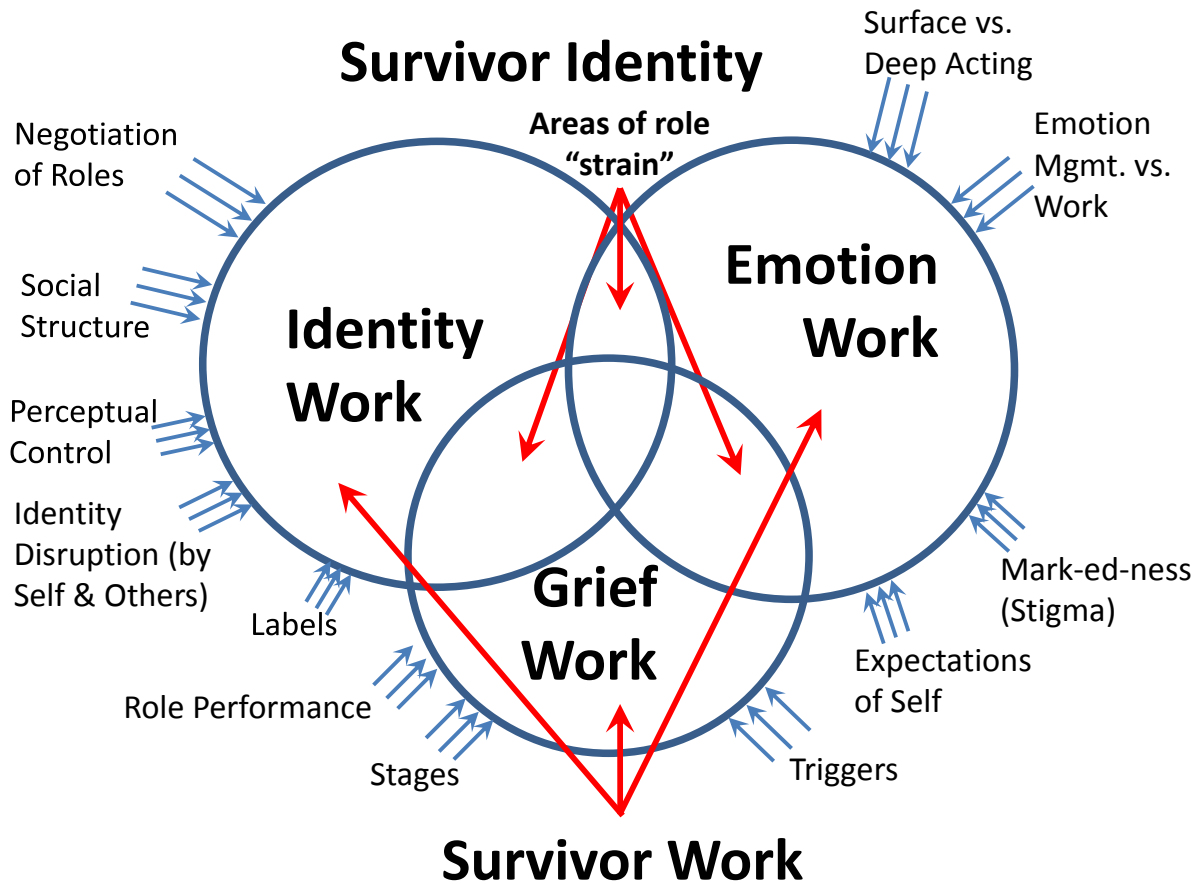 Survivor Identity
Surface vs.
Deep Acting
Areas of role
“strain”
Negotiation
of Roles
Emotion
Mgmt. vs.
Work
Social
Structure
Identity
Work
Emotion
Work
Perceptual
Control
Identity
Disruption (by
Self & Others)
Labels
Grief
Work
Mark-ed-ness
(Stigma)
Expectations
of Self
Role Performance
Stages
Triggers
Survivor Work